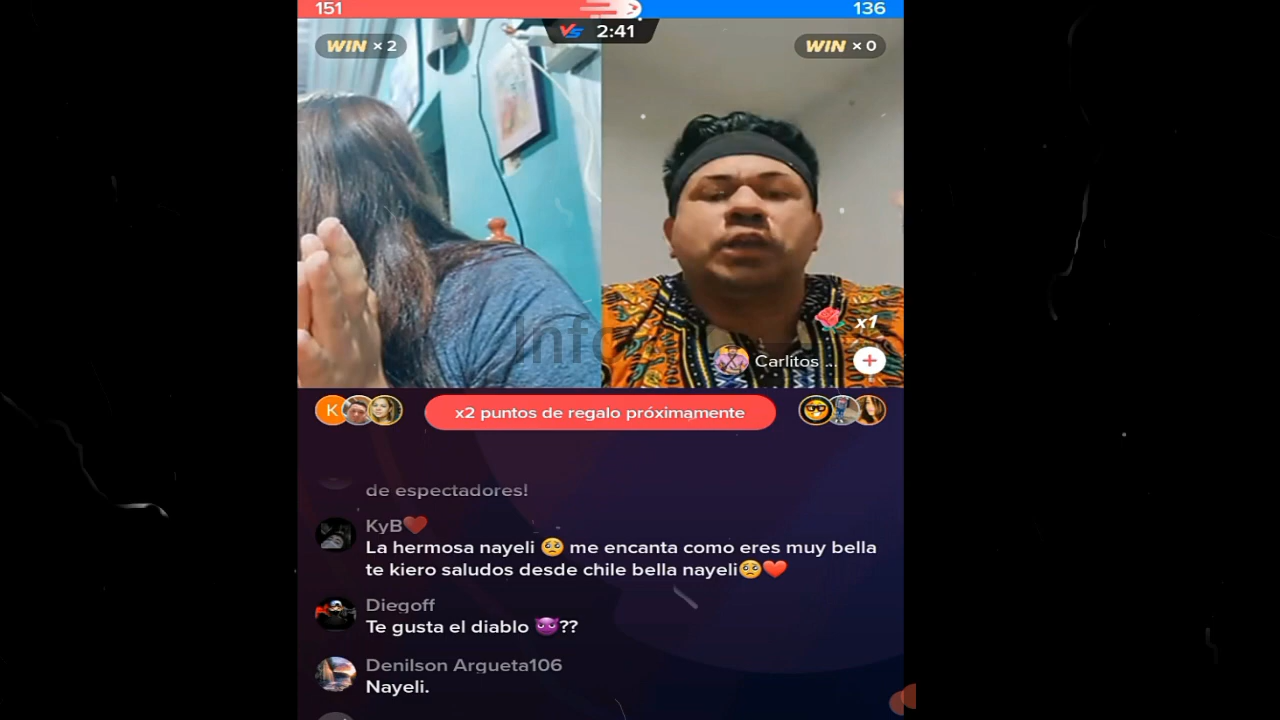 151
136
VS 2:41
WIN × 2
WIN × 0
Info
x1
Carlitos ...
K
x2 puntos de regalo próximamente
de espectadores!
KyB❤️
La hermosa nayeli 🥺 me encanta como eres muy bella
te kiero saludos desde chile bella nayeli🥺❤️
Diegoff
Te gusta el diablo 😈??
Denilson Argueta106
Nayeli.